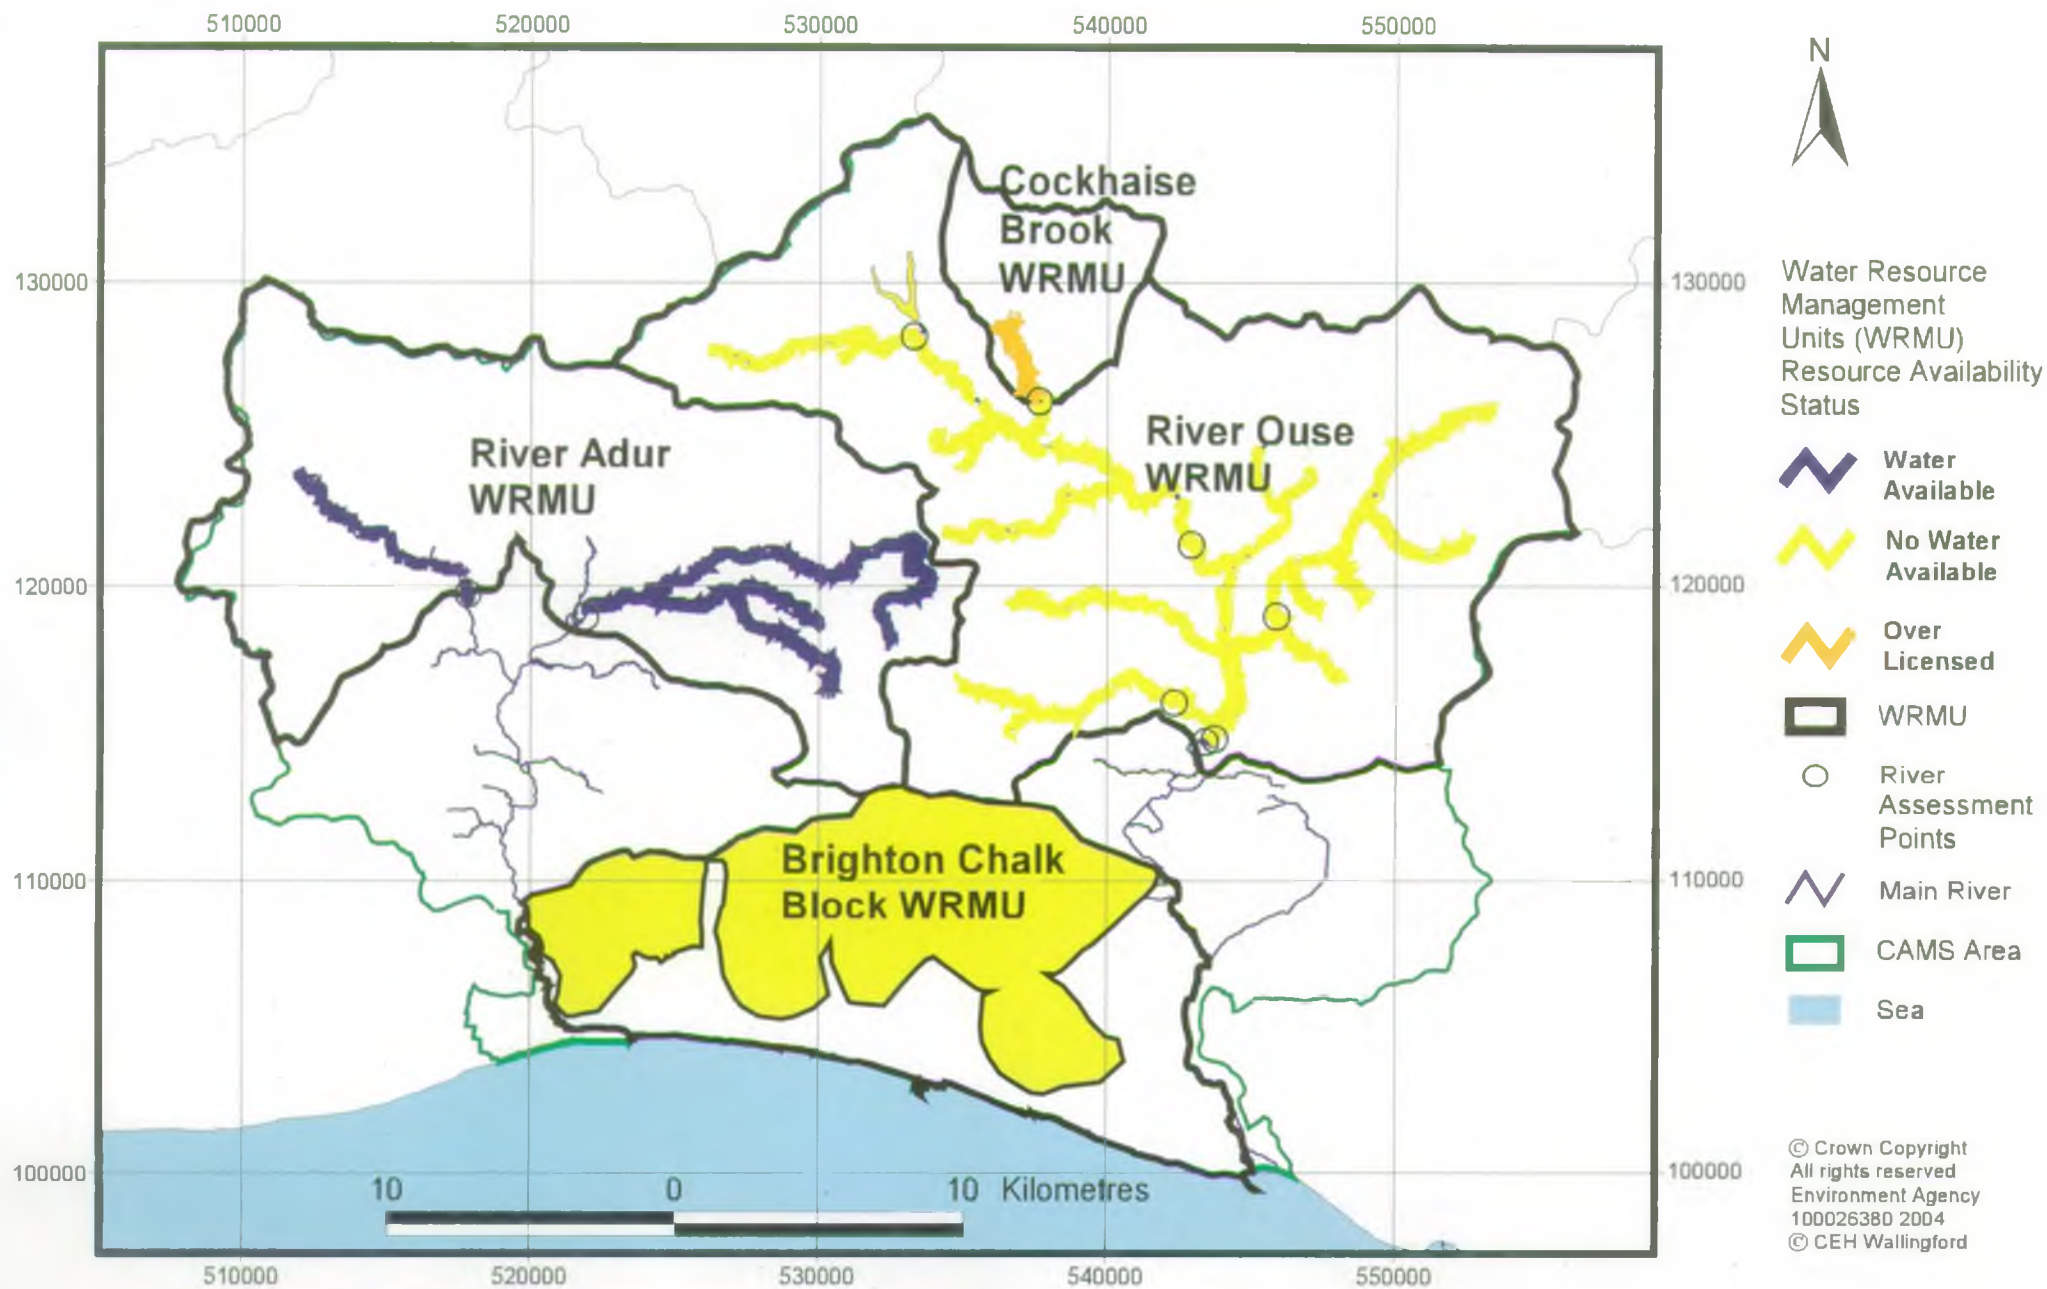 510000 520000 530000 540000 550000
N
Cockhaise
Brook
WRMU
130000
130000
Water Resource
Management
Units (WRMU)
Resource Availability
Status
River Adur
WRMU
River Ouse
WRMU
Water
Available
No Water
Available
120000
120000
Over
Licensed
WRMU
River
Assessment
Points
Brighton Chalk
Block WRMU
110000
110000
Main River
CAMS Area
Sea
100000
100000
10 0 10 Kilometres
© Crown Copyright
All rights reserved
Environment Agency
100026380 2004
© CEH Wallingford
510000 520000 530000 540000 550000